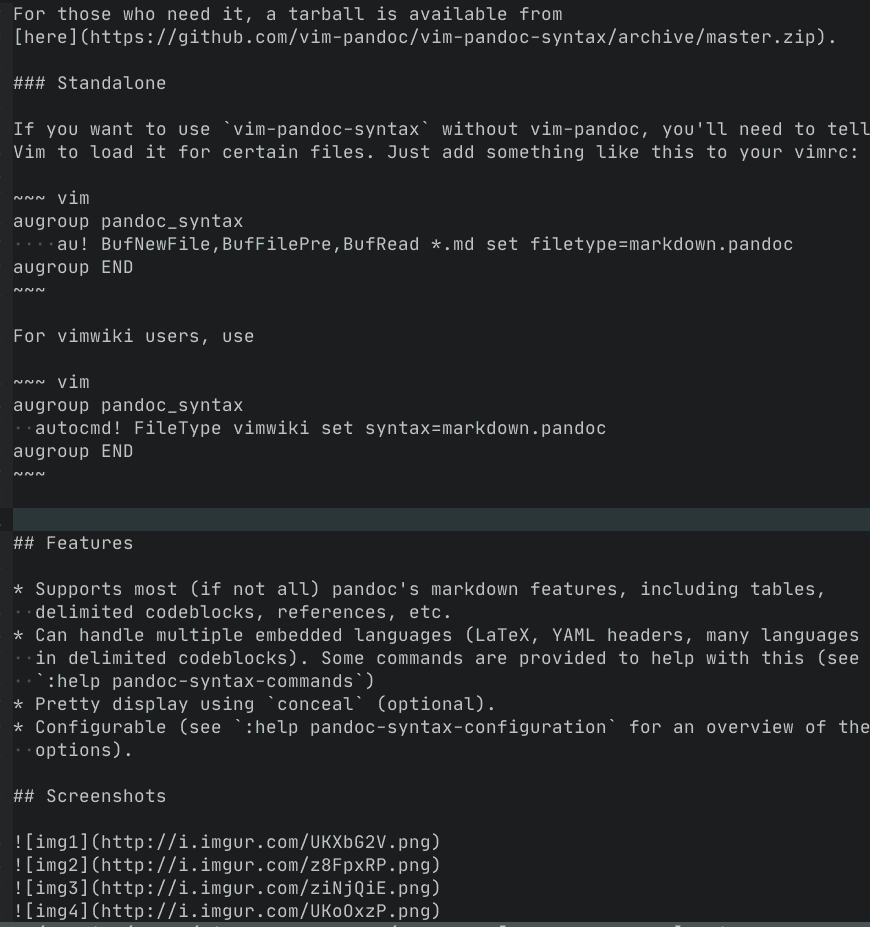 For those who need it, a tarball is available from
[here](https://github.com/vim-pandoc/vim-pandoc-syntax/archive/master.zip).

### Standalone

If you want to use `vim-pandoc-syntax` without vim-pandoc, you'll need to tell
Vim to load it for certain files. Just add something like this to your vimrc:

~~~ vim
augroup pandoc_syntax
····au! BufNewFile,BufFilePre,BufRead *.md set filetype=markdown.pandoc
augroup END
~~~

For vimwiki users, use

~~~ vim
augroup pandoc_syntax
··autocmd! FileType vimwiki set syntax=markdown.pandoc
augroup END
~~~

## Features

* Supports most (if not all) pandoc's markdown features, including tables,
··delimited codeblocks, references, etc.
* Can handle multiple embedded languages (LaTeX, YAML headers, many languages
··in delimited codeblocks). Some commands are provided to help with this (see
··`:help pandoc-syntax-commands`)
* Pretty display using `conceal` (optional).
* Configurable (see `:help pandoc-syntax-configuration` for an overview of the
··options).

## Screenshots

![img1](http://i.imgur.com/UKXbG2V.png)
![img2](http://i.imgur.com/z8FpxRP.png)
![img3](http://i.imgur.com/ziNjQiE.png)
![img4](http://i.imgur.com/UKoOxzP.png)